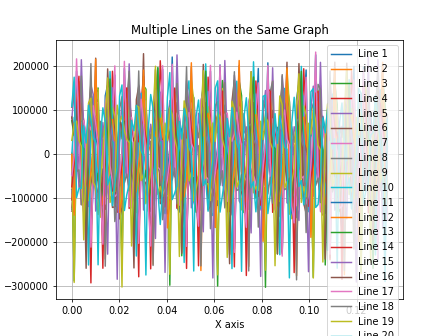 Multiple Lines on the Same Graph
200000
100000
0
−100000
−200000
−300000
0.00
0.02
0.04
0.06
0.08
0.10
X axis
Line 1
Line 2
Line 3
Line 4
Line 5
Line 6
Line 7
Line 8
Line 9
Line 10
Line 11
Line 12
Line 13
Line 14
Line 15
Line 16
Line 17
Line 18
Line 19
Line 20